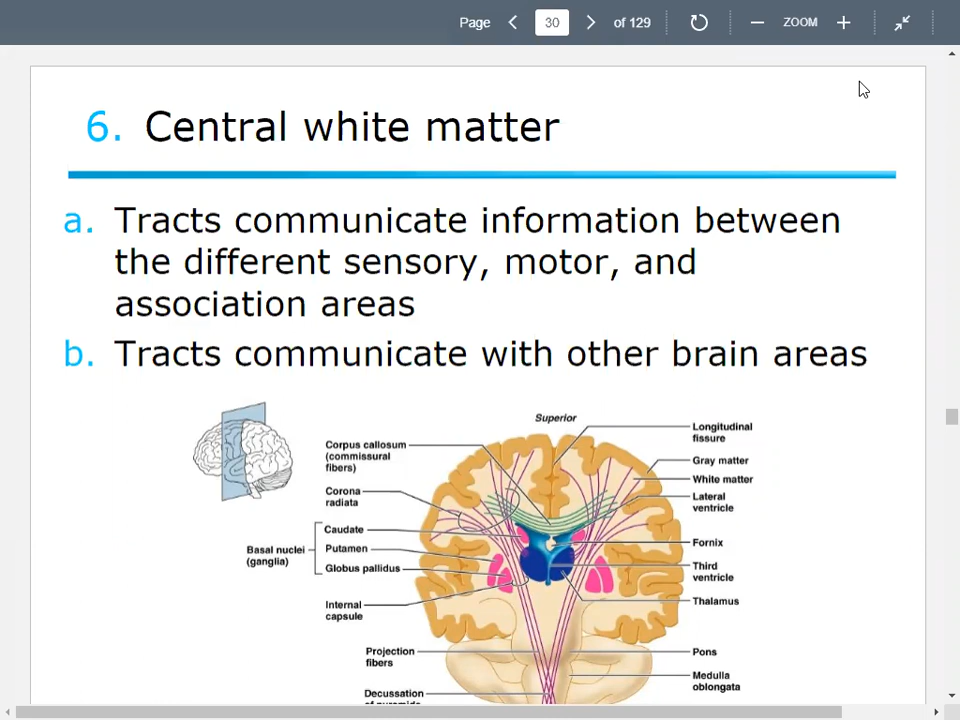 Page 30 of 129 ZOOM
6. Central white matter
a. Tracts communicate information between
the different sensory, motor, and
association areas
b. Tracts communicate with other brain areas
Superior
Corpus callosum
(commissural
fibers)
Corona
radiata
Caudate
Basal nuclei
(ganglia)
Putamen
Globus pallidus
Internal
capsule
Projection
fibers
Decussation
of pyramids
Longitudinal
fissure
Gray matter
White matter
Lateral
ventricle
Fornix
Third
ventricle
Thalamus
Pons
Medulla
oblongata